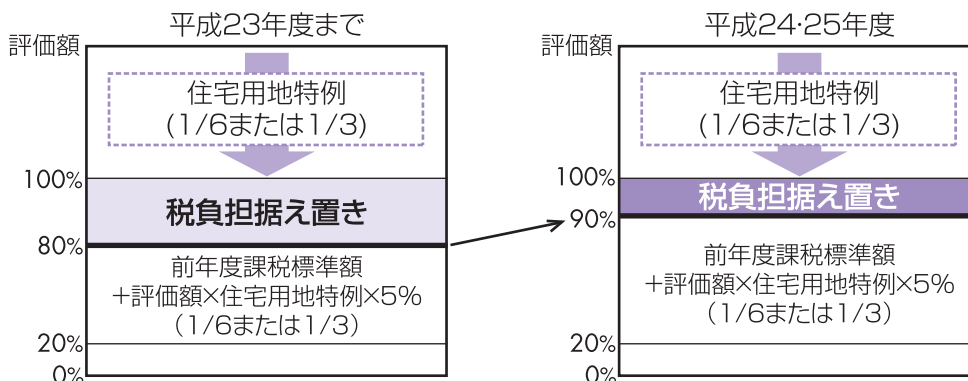 平成23年度まで
評価額
住宅用地特例
(1/6または1/3)
100%
税負担据え置き
80%
前年度課税標準額
＋評価額×住宅用地特例×5%
（1/6または1/3）
20%
0%
平成24・25年度
評価額
住宅用地特例
(1/6または1/3)
100%
税負担据え置き
90%
前年度課税標準額
＋評価額×住宅用地特例×5%
（1/6または1/3）
20%
0%